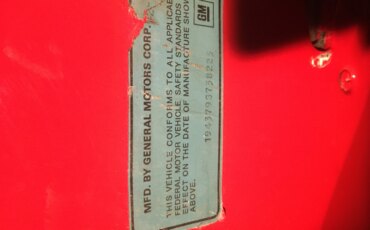 GM
MFD. BY GENERAL MOTORS CORP.
THIS VEHICLE CONFORMS TO ALL APPLICABLE
FEDERAL MOTOR VEHICLE SAFETY STANDARDS
EFFECT ON THE DATE OF MANUFACTURE SHOW
ABOVE.